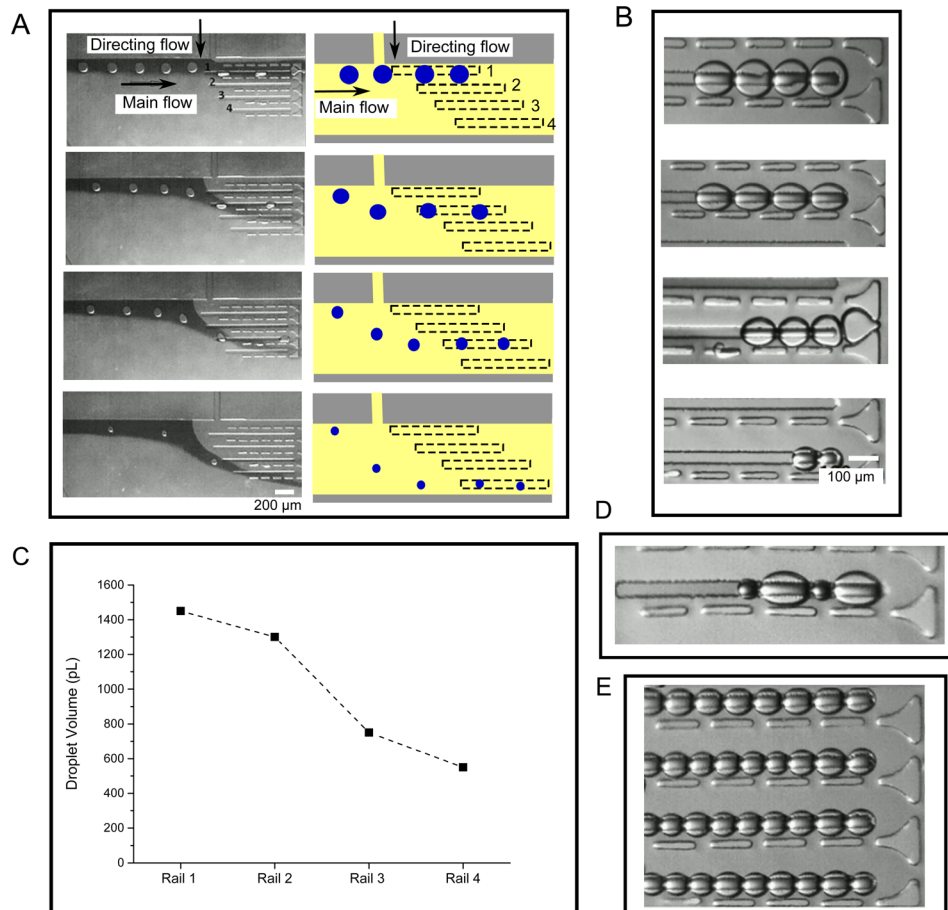 A
Directing flow
1
2
3
4
Main flow
200 µm
Directing flow
1
2
3
4
Main flow
B
100 µm
C
Droplet Volume (pL)
1600
1400
1200
1000
800
600
400
200
0
Rail 1
Rail 2
Rail 3
Rail 4
D
E